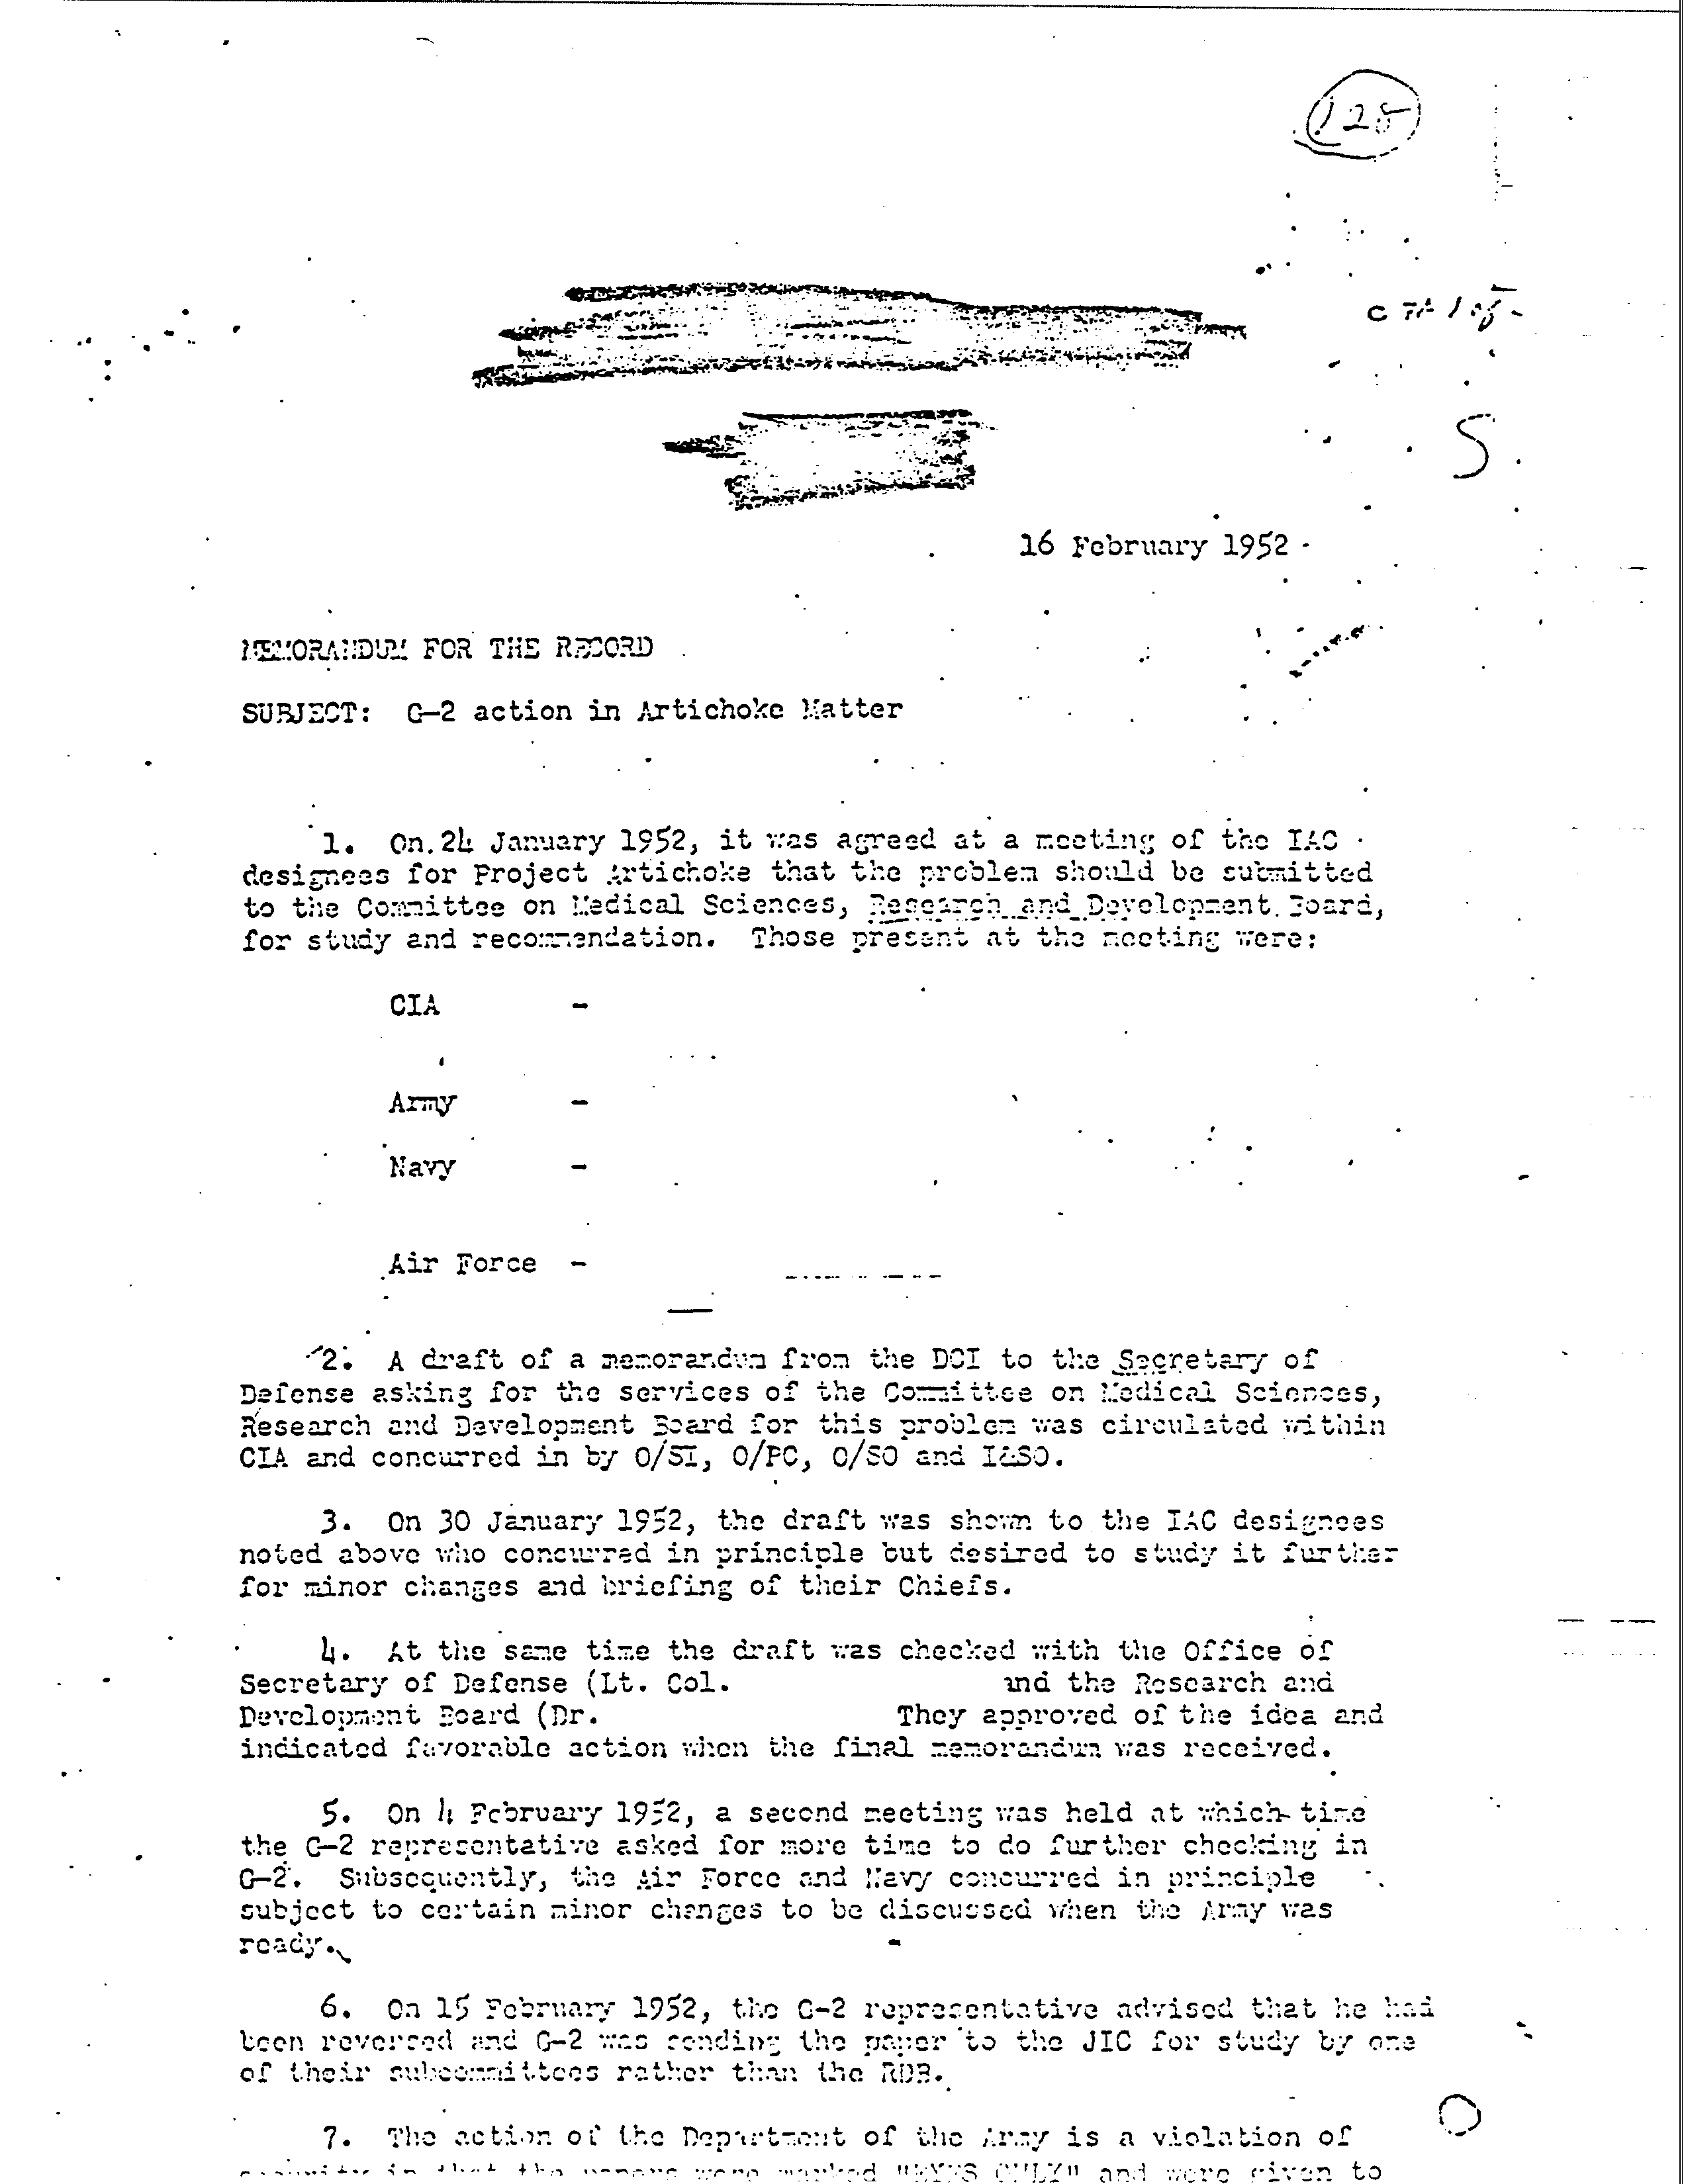 128
S
16 February 1952
MEMORANDUM FOR THE RECORD
SUBJECT: G-2 action in Artichoke Matter
1. On 24 January 1952, it was agreed at a meeting of the IAC
designees for Project Artichoke that the problem should be submitted
to the Committee on Medical Sciences, Research and Development Board,
for study and recommendation. Those present at the meeting were:
CIA -
Army -
Navy -
Air Force -
2. A draft of a memorandum from the DCI to the Secretary of
Defense asking for the services of the Committee on Medical Sciences,
Research and Development Board for this problem was circulated within
CIA and concurred in by O/SI, O/PC, O/SO and I&SO.
3. On 30 January 1952, the draft was shown to the IAC designees
noted above who concurred in principle but desired to study it further
for minor changes and briefing of their Chiefs.
4. At the same time the draft was checked with the Office of
Secretary of Defense (Lt. Col. and the Research and
Development Board (Dr. They approved of the idea and
indicated favorable action when the final memorandum was received.
5. On 4 February 1952, a second meeting was held at which time
the G-2 representative asked for more time to do further checking in
G-2. Subsequently, the Air Force and Navy concurred in principle
subject to certain minor changes to be discussed when the Army was
ready.
6. On 15 February 1952, the G-2 representative advised that he had
been reversed and G-2 was sending the paper to the JIC for study by one
of their subcommittees rather than the RDB.
7. The action of the Department of the Army is a violation of
security in that the papers were marked "EYES ONLY" and were given to